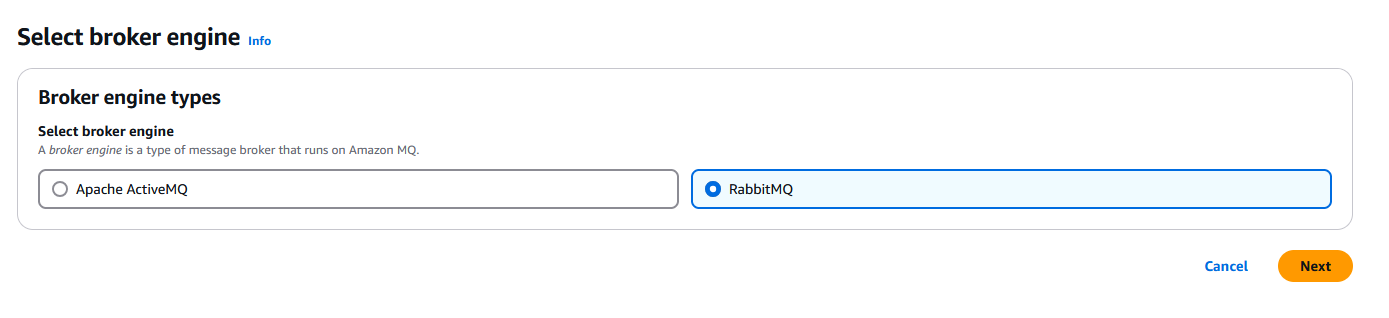 Select broker engine Info
Broker engine types
Select broker engine
A broker engine is a type of message broker that runs on Amazon MQ.
Apache ActiveMQ
RabbitMQ
Cancel
Next